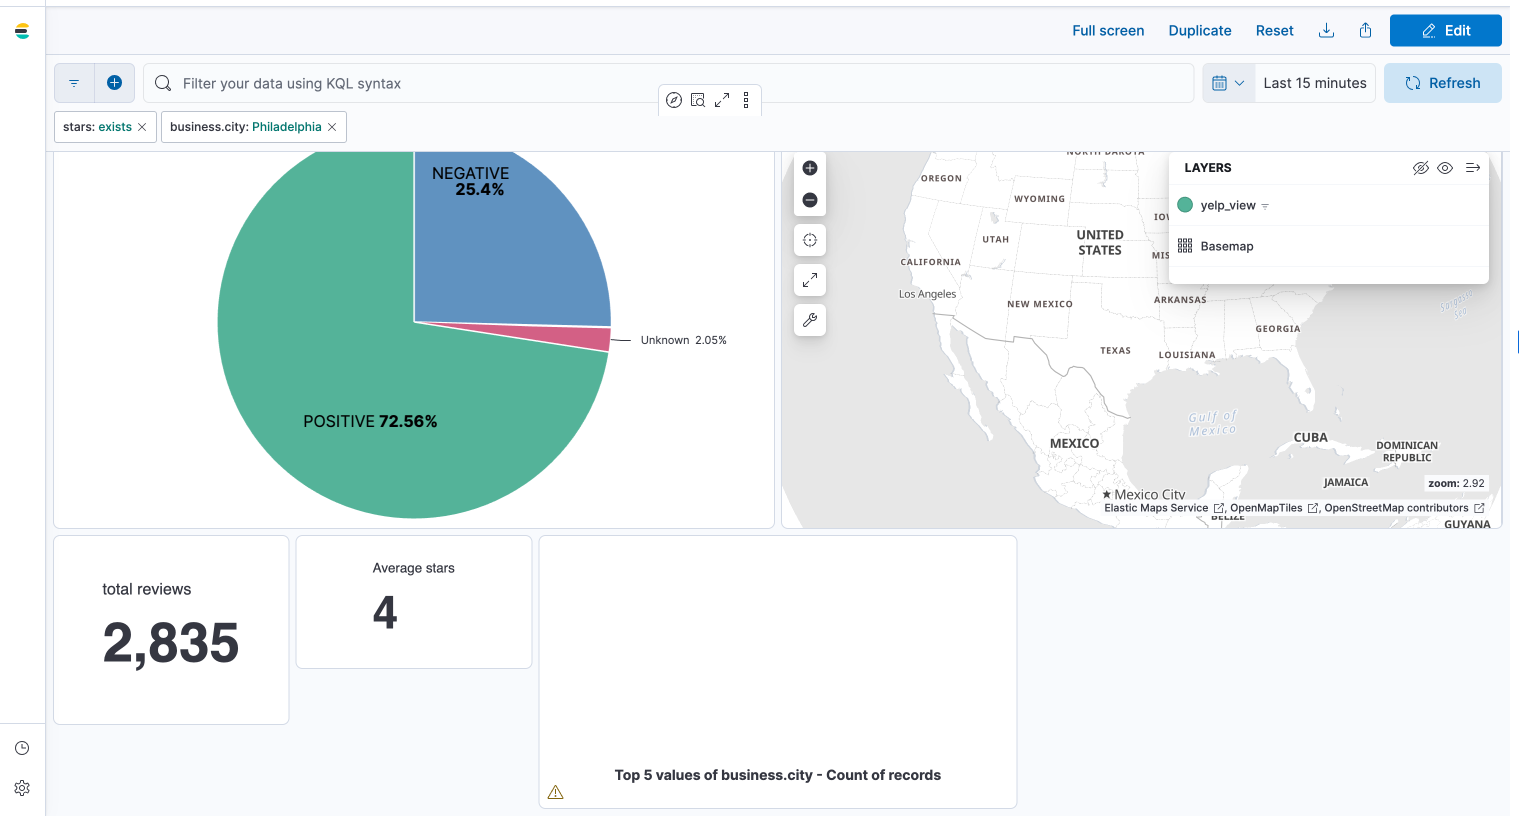 Full screen Duplicate Reset Edit
Filter your data using KQL syntax
Last 15 minutes Refresh
stars: exists business.city: Philadelphia
NEGATIVE
25.4%
Unknown 2.05%
POSITIVE 72.56%
LAYERS
yelp_view
Basemap
NORTH DAKOTA
OREGON
WYOMING
IOW
UTAH
UNITED
STATES
MIS
CALIFORNIA
Los Angeles
NEW MEXICO
ARKANSAS
Sargasso
Sea
GEORGIA
TEXAS
LOUISIANA
Gulf of
Mexico
MEXICO
CUBA
DOMINICAN
REPUBLIC
JAMAICA
zoom: 2.92
Mexico City
Elastic Maps Service , OpenMapTiles , OpenStreetMap contributors
BELIZE
GUYANA
total reviews
2,835
Average stars
4
Top 5 values of business.city - Count of records